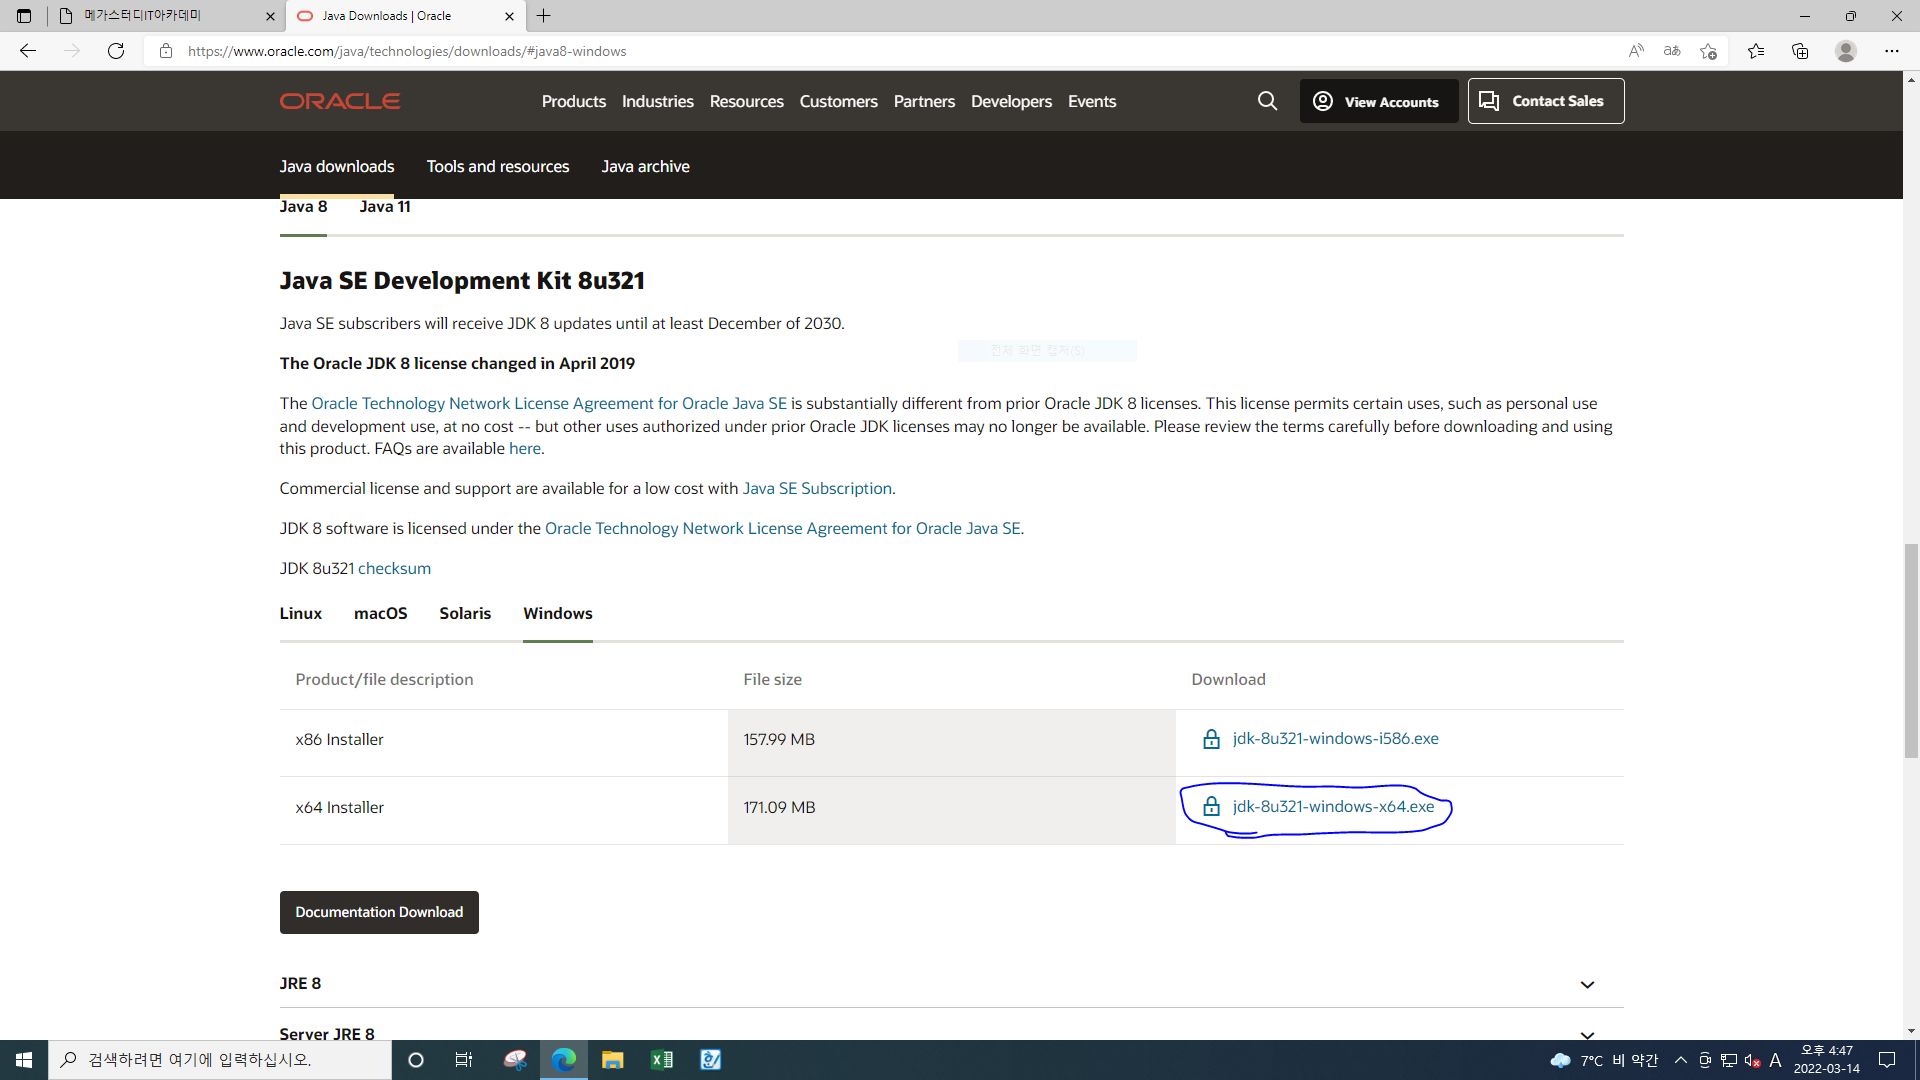 메가스터디IT아카데미
Java Downloads | Oracle
https://www.oracle.com/java/technologies/downloads/#java8-windows
ORACLE
Products Industries Resources Customers Partners Developers Events
View Accounts
Contact Sales
Java downloads Tools and resources Java archive
Java 8 Java 11
Java SE Development Kit 8u321
Java SE subscribers will receive JDK 8 updates until at least December of 2030.
전체 화면 캡처(S)
The Oracle JDK 8 license changed in April 2019
The Oracle Technology Network License Agreement for Oracle Java SE is substantially different from prior Oracle JDK 8 licenses. This license permits certain uses, such as personal use
and development use, at no cost -- but other uses authorized under prior Oracle JDK licenses may no longer be available. Please review the terms carefully before downloading and using
this product. FAQs are available here.
Commercial license and support are available for a low cost with Java SE Subscription.
JDK 8 software is licensed under the Oracle Technology Network License Agreement for Oracle Java SE.
JDK 8u321 checksum
Linux macOS Solaris Windows
Product/file description File size Download
x86 Installer 157.99 MB jdk-8u321-windows-i586.exe
x64 Installer 171.09 MB jdk-8u321-windows-x64.exe
Documentation Download
JRE 8
Server JRE 8
검색하려면 여기에 입력하십시오.
7°C 비 약간
A
오후 4:47
2022-03-14